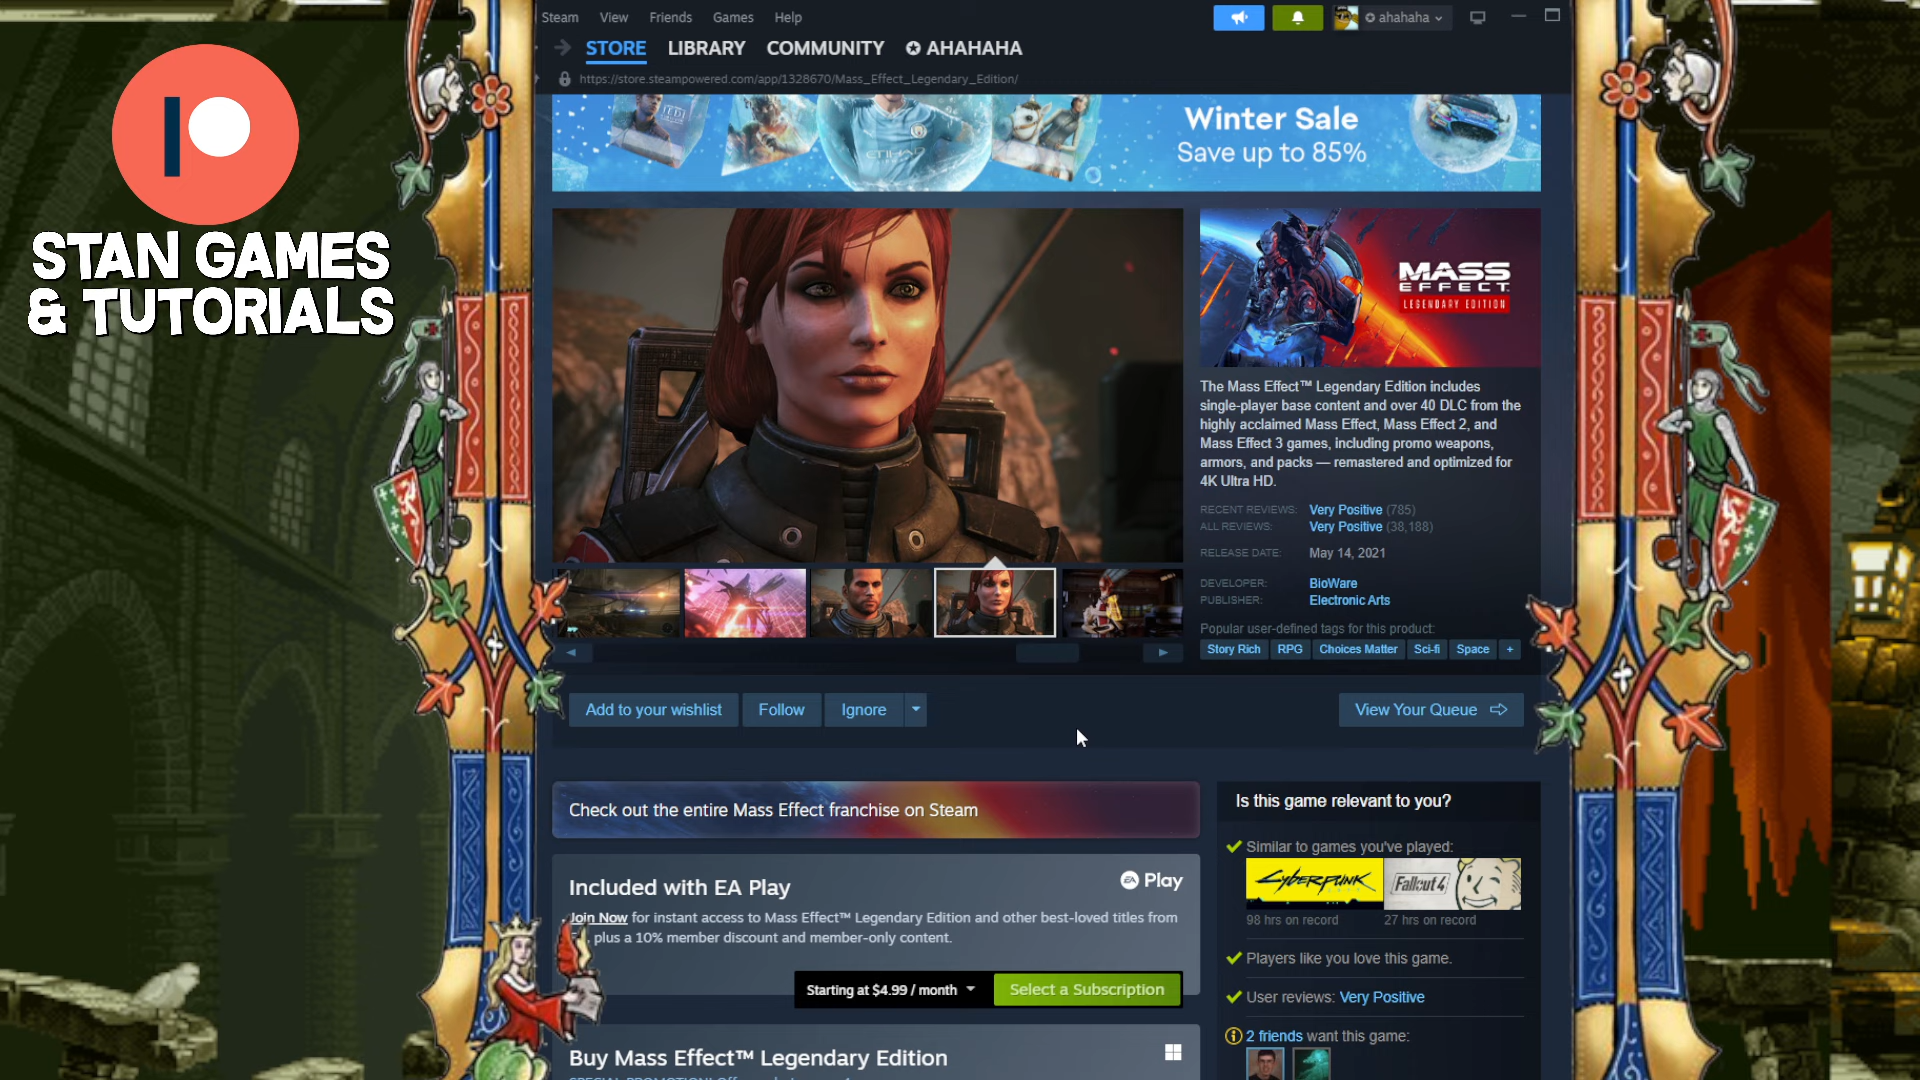 Steam View Friends Games Help
ahahaha
STORE LIBRARY COMMUNITY AHAHAHA
https://store.steampowered.com/app/1328670/Mass_Effect_Legendary_Edition/
STAN GAMES
& TUTORIALS
JEDI
ETIHAD
Winter Sale
Save up to 85%
MASS
EFFECT
LEGENDARY EDITION
The Mass Effect™ Legendary Edition includes
single-player base content and over 40 DLC from the
highly acclaimed Mass Effect, Mass Effect 2, and
Mass Effect 3 games, including promo weapons,
armors, and packs — remastered and optimized for
4K Ultra HD.
RECENT REVIEWS: Very Positive (785)
ALL REVIEWS: Very Positive (38,188)
RELEASE DATE: May 14, 2021
DEVELOPER: BioWare
PUBLISHER: Electronic Arts
Popular user-defined tags for this product:
Story Rich RPG Choices Matter Sci-fi Space +
Add to your wishlist Follow Ignore
View Your Queue
Check out the entire Mass Effect franchise on Steam
Included with EA Play
EA Play
Join Now for instant access to Mass Effect™ Legendary Edition and other best-loved titles from
, plus a 10% member discount and member-only content.
Starting at $4.99 / month Select a Subscription
Buy Mass Effect™ Legendary Edition
Is this game relevant to you?
Similar to games you've played:
CYBERPUNK Fallout 4
98 hrs on record 27 hrs on record
Players like you love this game.
User reviews: Very Positive
2 friends want this game: